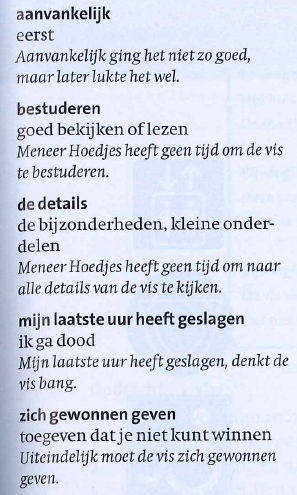 aanvankelijk
eerst
Aanvankelijk ging het niet zo goed,
maar later lukte het wel.
bestuderen
goed bekijken of lezen
Meneer Hoedjes heeft geen tijd om de vis
te bestuderen.
de details
de bijzonderheden, kleine onder-
delen
Meneer Hoedjes heeft geen tijd om naar
alle details van de vis te kijken.
mijn laatste uur heeft geslagen
ik ga dood
Mijn laatste uur heeft geslagen, denkt de
vis bang.
zich gewonnen geven
toegeven dat je niet kunt winnen
Uiteindelijk moet de vis zich gewonnen
geven.